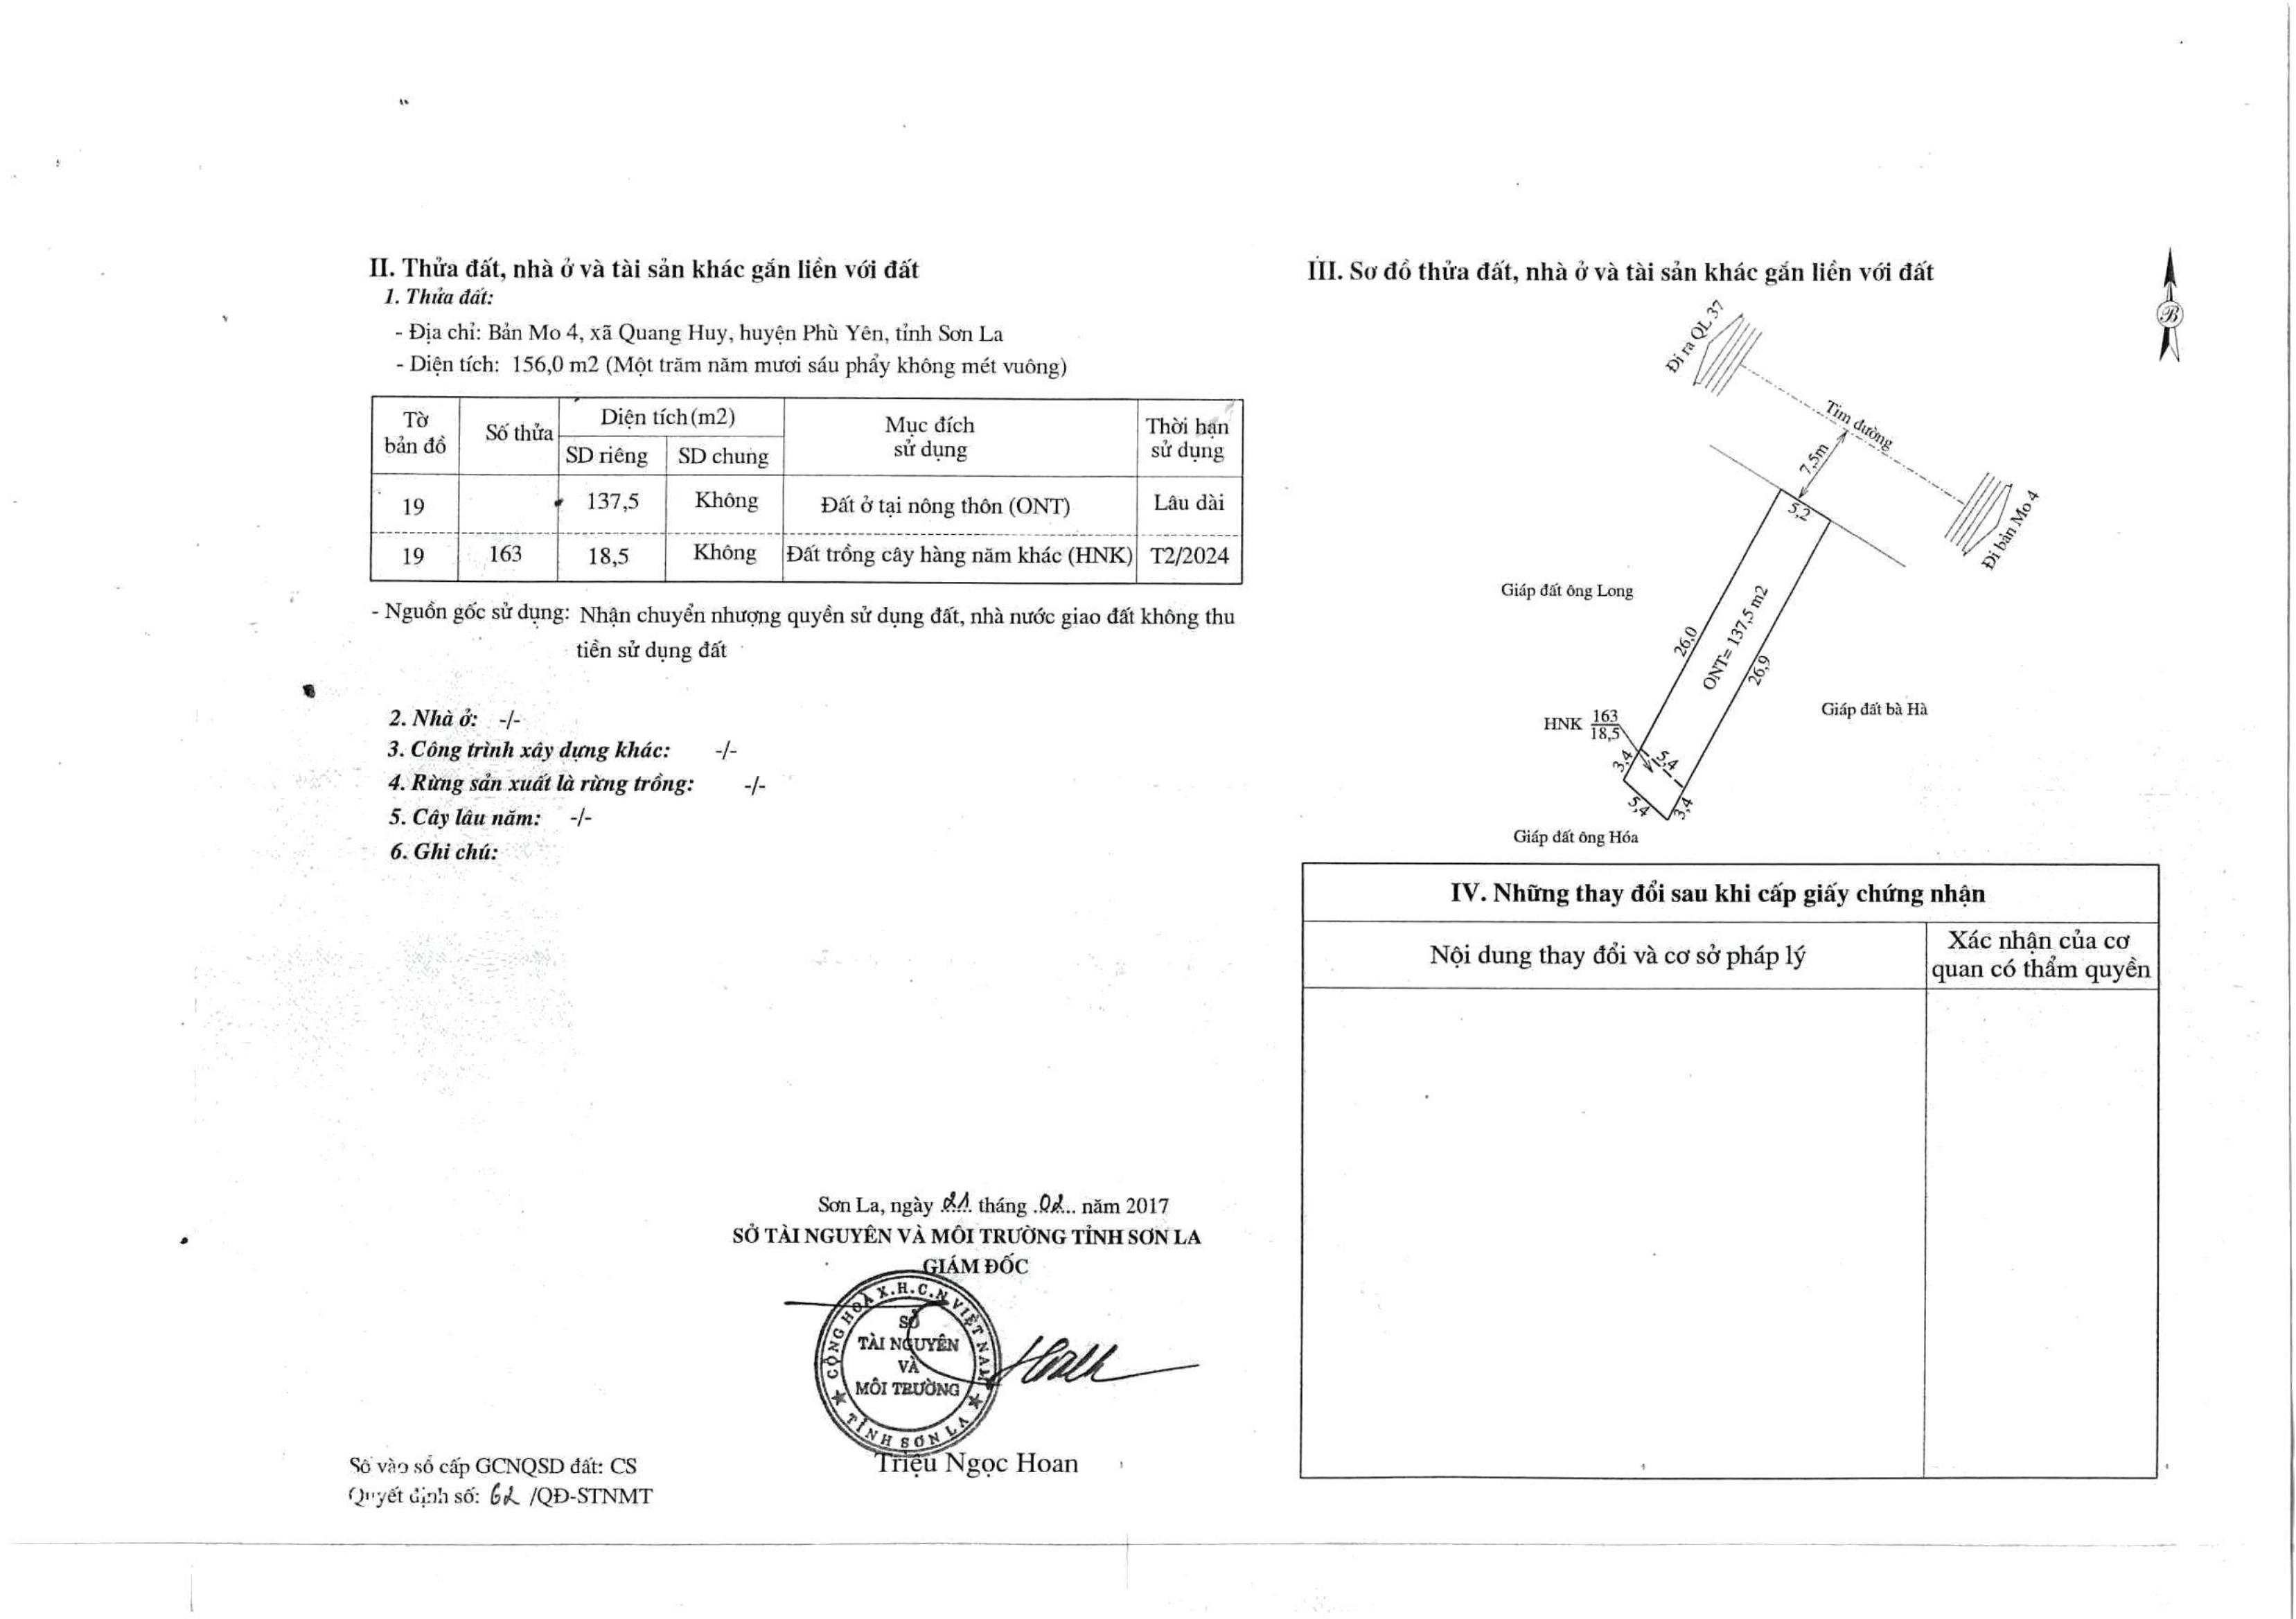 II. Thửa đất, nhà ở và tài sản khác gắn liền với đất
1. Thửa đất:
- Địa chỉ: Bản Mo 4, xã Quang Huy, huyện Phù Yên, tỉnh Sơn La
- Diện tích: 156,0 m2 (Một trăm năm mươi sáu phẩy không mét vuông)
Tờ bản đồ Số thửa Diện tích(m2) Mục đích sử dụng Thời hạn sử dụng
SD riêng SD chung
19 137,5 Không Đất ở tại nông thôn (ONT) Lâu dài
19 163 18,5 Không Đất trồng cây hàng năm khác (HNK) T2/2024
- Nguồn gốc sử dụng: Nhận chuyển nhượng quyền sử dụng đất, nhà nước giao đất không thu
tiền sử dụng đất
2. Nhà ở: -/-
3. Công trình xây dựng khác: -/-
4. Rừng sản xuất là rừng trồng: -/-
5. Cây lâu năm: -/-
6. Ghi chú:
Sơn La, ngày 21 tháng 02 năm 2017
SỞ TÀI NGUYÊN VÀ MÔI TRƯỜNG TỈNH SƠN LA
GIÁM ĐỐC
CỘNG HOÀ X.H.C.N VIỆT NAM
SỞ
TÀI NGUYÊN
VÀ
MÔI TRƯỜNG
TỈNH SƠN LA
Triệu Ngọc Hoan
Số vào sổ cấp GCNQSD đất: CS
Quyết định số: 62 /QĐ-STNMT
III. Sơ đồ thửa đất, nhà ở và tài sản khác gắn liền với đất
B
Đi ra QL 37
Tim đường
7,5m
Đi bản Mo 4
5,2
Giáp đất ông Long
26,0
ONT= 137,5 m2
26,9
Giáp đất bà Hà
HNK 163
18,5
3,4
5,4
5,4
3,4
Giáp đất ông Hóa
IV. Những thay đổi sau khi cấp giấy chứng nhận
Nội dung thay đổi và cơ sở pháp lý
Xác nhận của cơ
quan có thẩm quyền